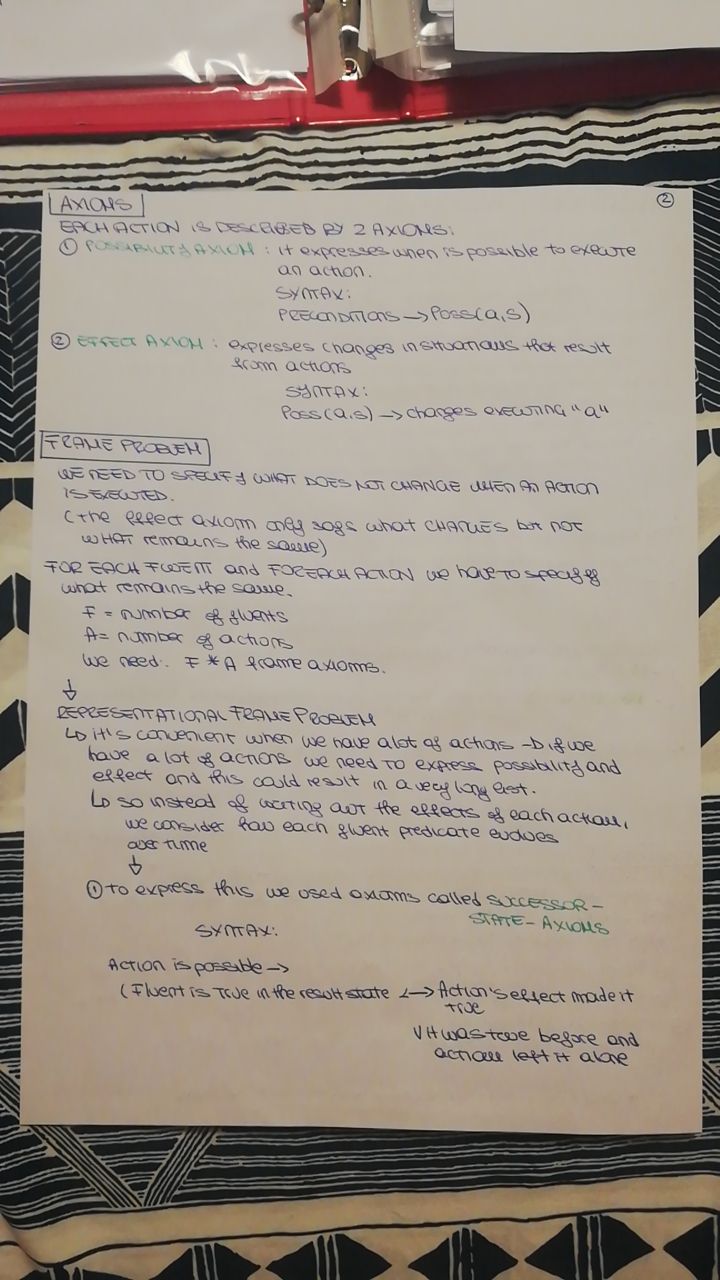 AXIOMS
②
EACH ACTION IS DESCRIBED BY 2 AXIOMS:
① POSSIBILITY AXIOM : it expresses when is possible to execute
an action.
SYNTAX:
PRECONDITIONS → Poss(a,s)
② EFFECT AXIOM : expresses changes in situations that result
from actions
SYNTAX:
Poss(a,s) → changes executing "a"
FRAME PROBLEM
WE NEED TO SPECIFY WHAT DOES NOT CHANGE WHEN AN ACTION
IS EXECUTED.
(the effect axiom only says what CHANGES but NOT
WHAT remains the same)
FOR EACH FLUENT and FOR EACH ACTION we have to specify
what remains the same.
F = number of fluents
A = number of actions
We need: F * A frame axioms.
↓
REPRESENTATIONAL FRAME PROBLEM
↳ it's convenient when we have a lot of actions → if we
have a lot of actions we need to express possibility and
effect and this could result in a very long list.
↳ so instead of writing out the effects of each action,
we consider how each fluent predicate evolves
over time
↓
① to express this we used axioms called SUCCESSOR-
STATE-AXIOMS
SYNTAX:
Action is possible →
(Fluent is true in the result state ↔ Action's effect made it
true
V it was true before and
action left it alone